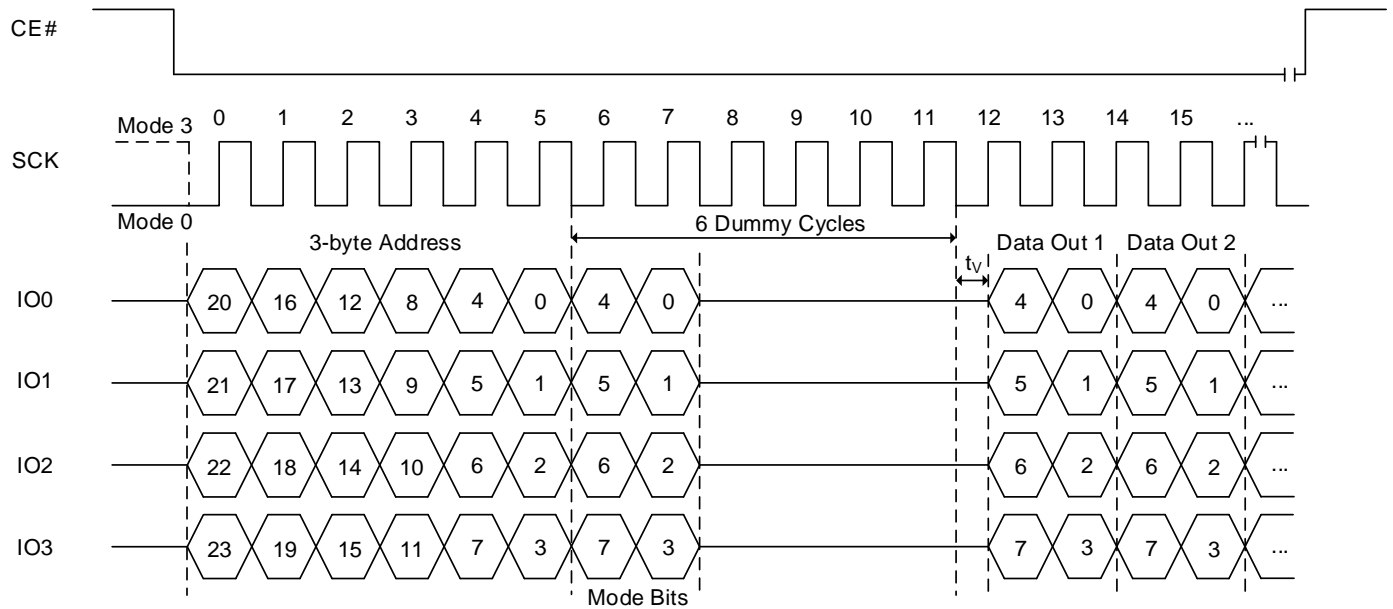 CE#
Mode 3 0 1 2 3 4 5 6 7 8 9 10 11 12 13 14 15 ...
SCK
Mode 0
6 Dummy Cycles
3-byte Address Data Out 1 Data Out 2
tV
IO0 20 16 12 8 4 0 4 0 4 0 4 0 ...
IO1 21 17 13 9 5 1 5 1 5 1 5 1 ...
IO2 22 18 14 10 6 2 6 2 6 2 6 2 ...
IO3 23 19 15 11 7 3 7 3 7 3 7 3 ...
Mode Bits